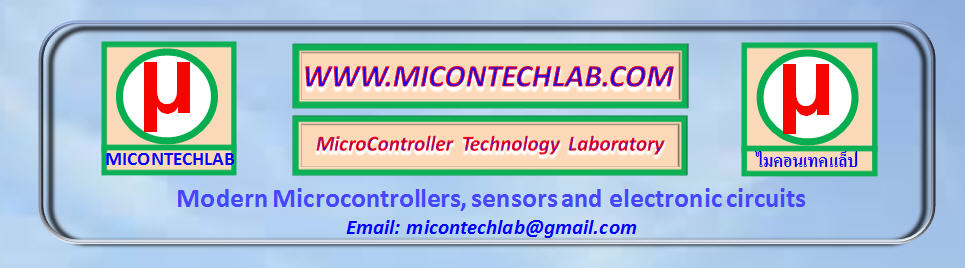 µ
MICONTECHLAB
WWW.MICONTECHLAB.COM
MicroController Technology Laboratory
µ
ไมคอนเทคแล็ป
Modern Microcontrollers, sensors and electronic circuits
Email: micontechlab@gmail.com